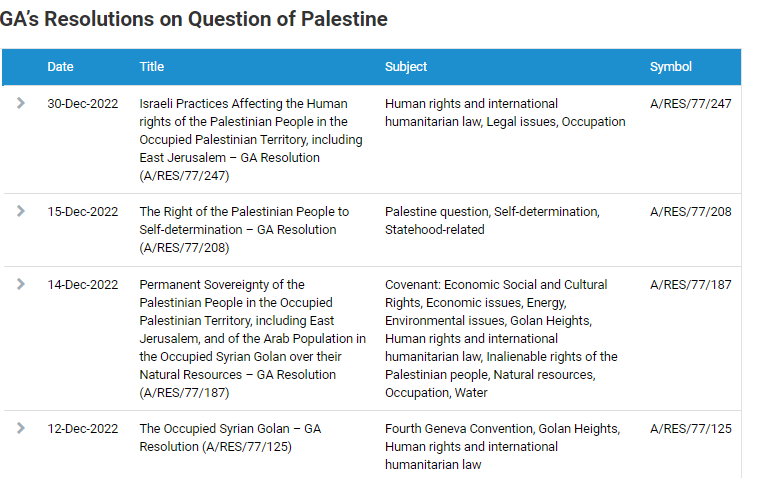 GA's Resolutions on Question of Palestine
Date Title Subject Symbol
30-Dec-2022 Israeli Practices Affecting the Human Human rights and international A/RES/77/247
rights of the Palestinian People in the humanitarian law, Legal issues, Occupation
Occupied Palestinian Territory, including
East Jerusalem – GA Resolution
(A/RES/77/247)
15-Dec-2022 The Right of the Palestinian People to Palestine question, Self-determination, A/RES/77/208
Self-determination – GA Resolution Statehood-related
(A/RES/77/208)
14-Dec-2022 Permanent Sovereignty of the Covenant: Economic Social and Cultural A/RES/77/187
Palestinian People in the Occupied Rights, Economic issues, Energy,
Palestinian Territory, including East Environmental issues, Golan Heights,
Jerusalem, and of the Arab Population in Human rights and international
the Occupied Syrian Golan over their humanitarian law, Inalienable rights of the
Natural Resources – GA Resolution Palestinian people, Natural resources,
(A/RES/77/187) Occupation, Water
12-Dec-2022 The Occupied Syrian Golan – GA Fourth Geneva Convention, Golan Heights, A/RES/77/125
Resolution (A/RES/77/125) Human rights and international
humanitarian law